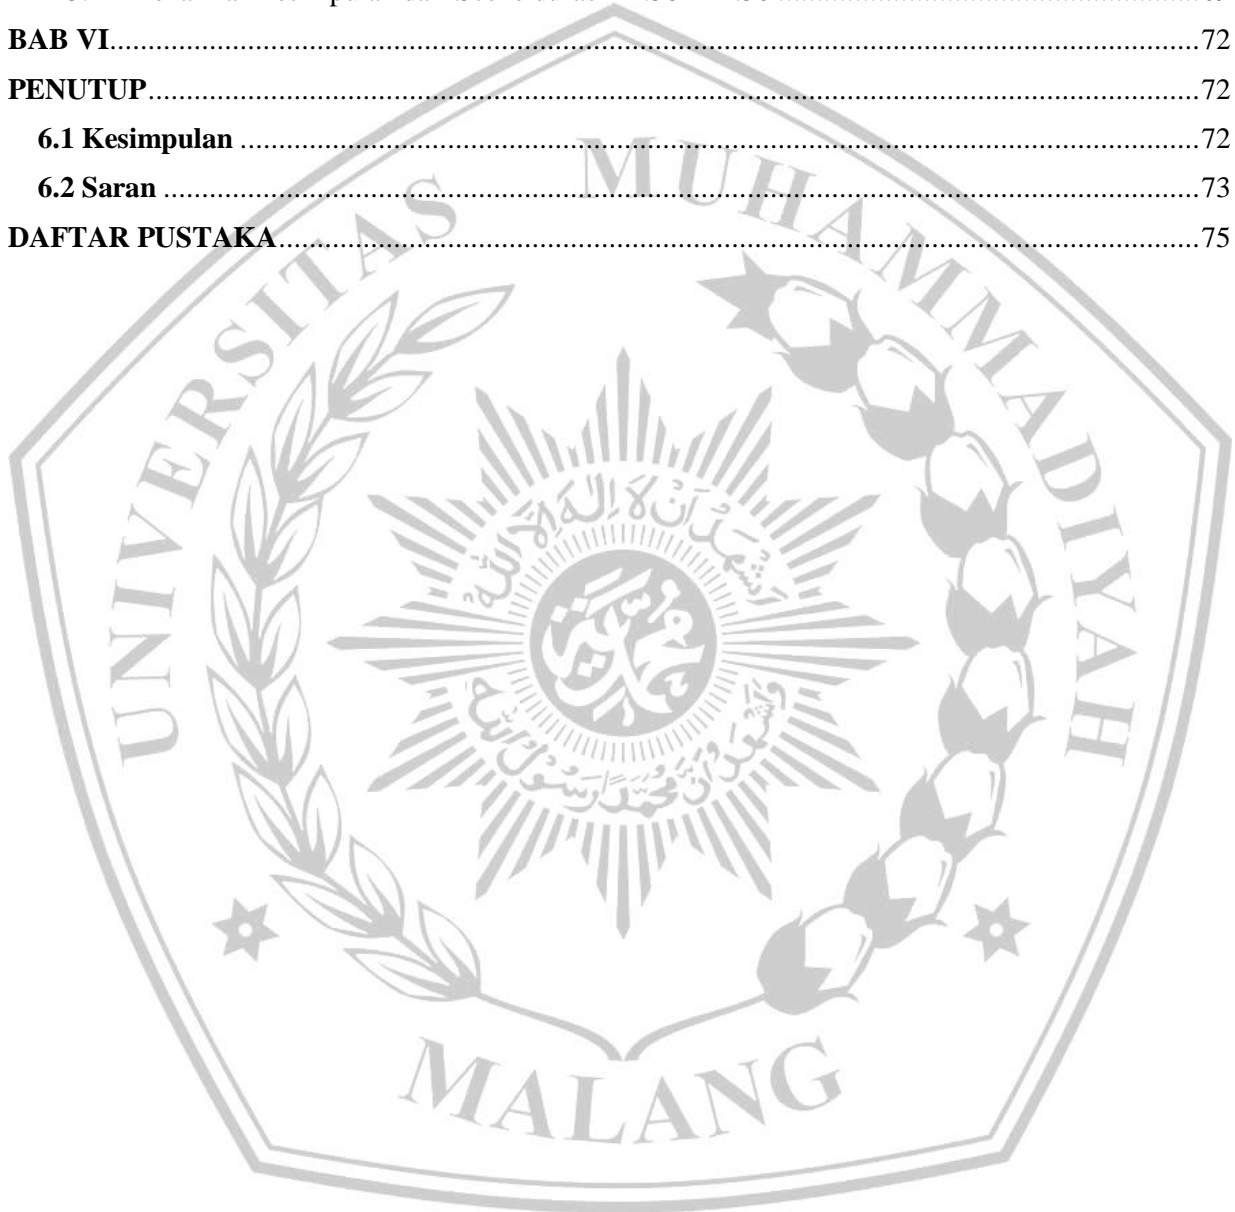 BAB VI........................................................................................................................................72
PENUTUP...................................................................................................................................72
6.1 Kesimpulan ..........................................................................................................................72
6.2 Saran ....................................................................................................................................73
DAFTAR PUSTAKA..................................................................................................................75
UNIVERSITAS MUHAMMADIYAH
MALANG